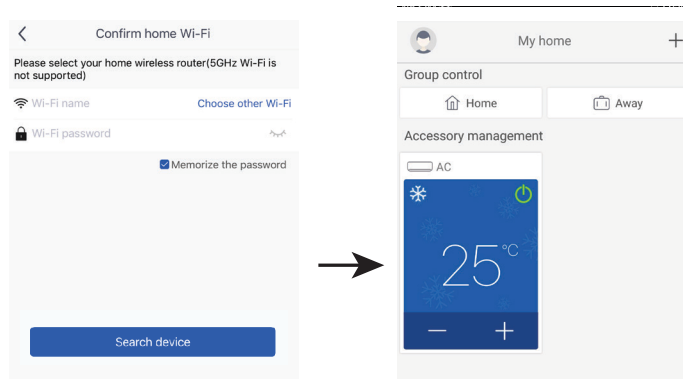 Confirm home Wi-Fi
Please select your home wireless router(5GHz Wi-Fi is
not supported)
Wi-Fi name
Choose other Wi-Fi
Wi-Fi password
Memorize the password
Search device
My home
Group control
Home
Away
Accessory management
AC
25°C